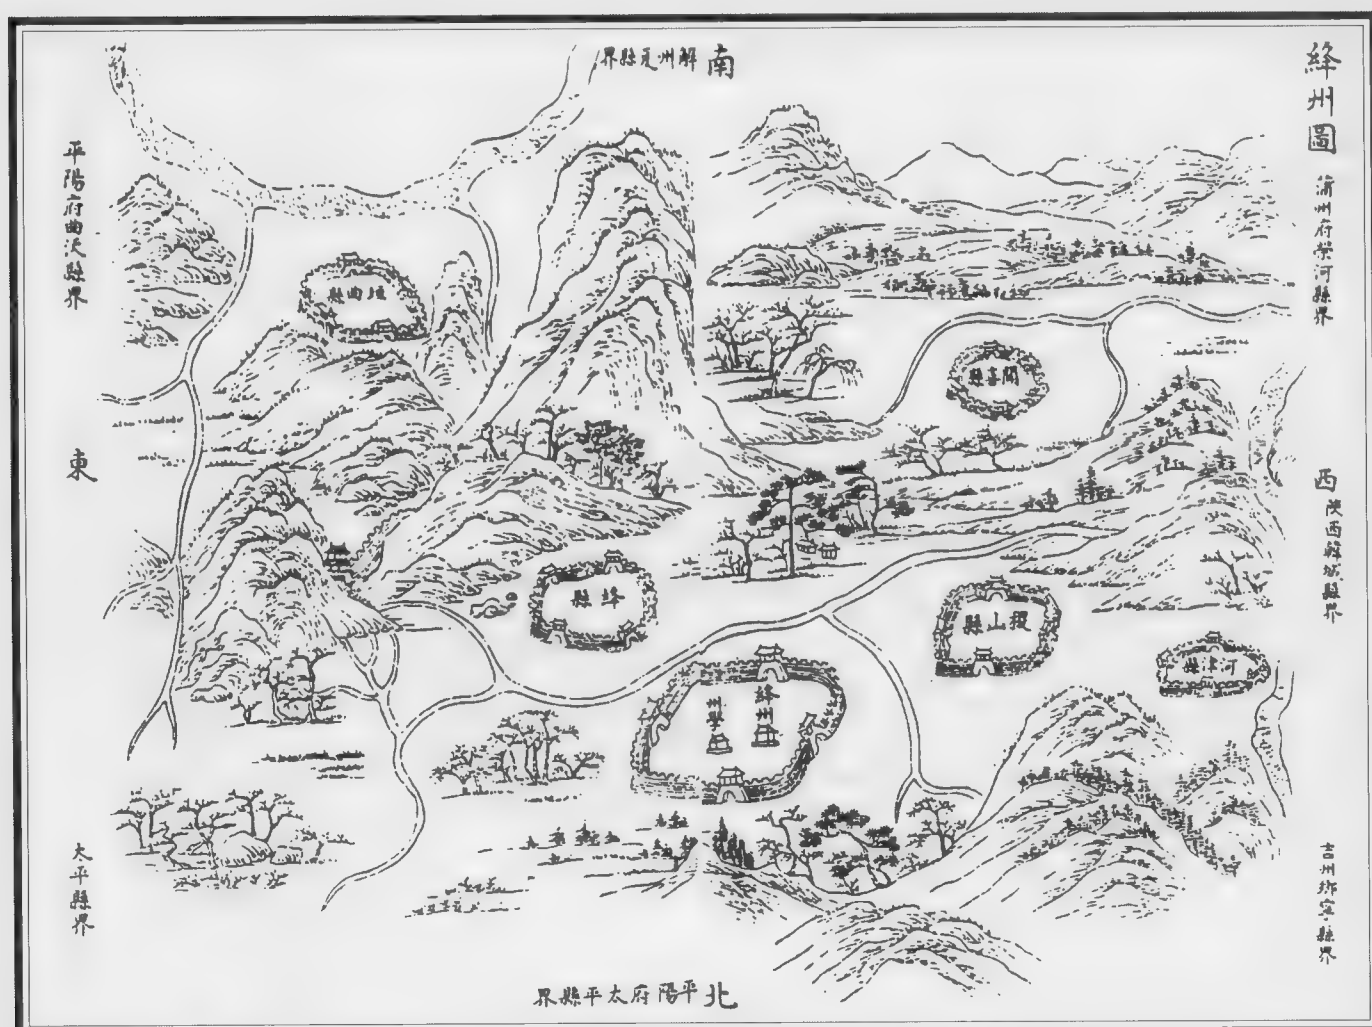 絳州圖
蒲州府榮河縣界
西
陝西韓城縣界
吉州鄉寧縣界
南
解州夏縣界
垣曲縣
聞喜縣
絳縣
稷山縣
河津縣
絳州
州學
平陽府曲沃縣界
東
太平縣界
北
平陽府太平縣界